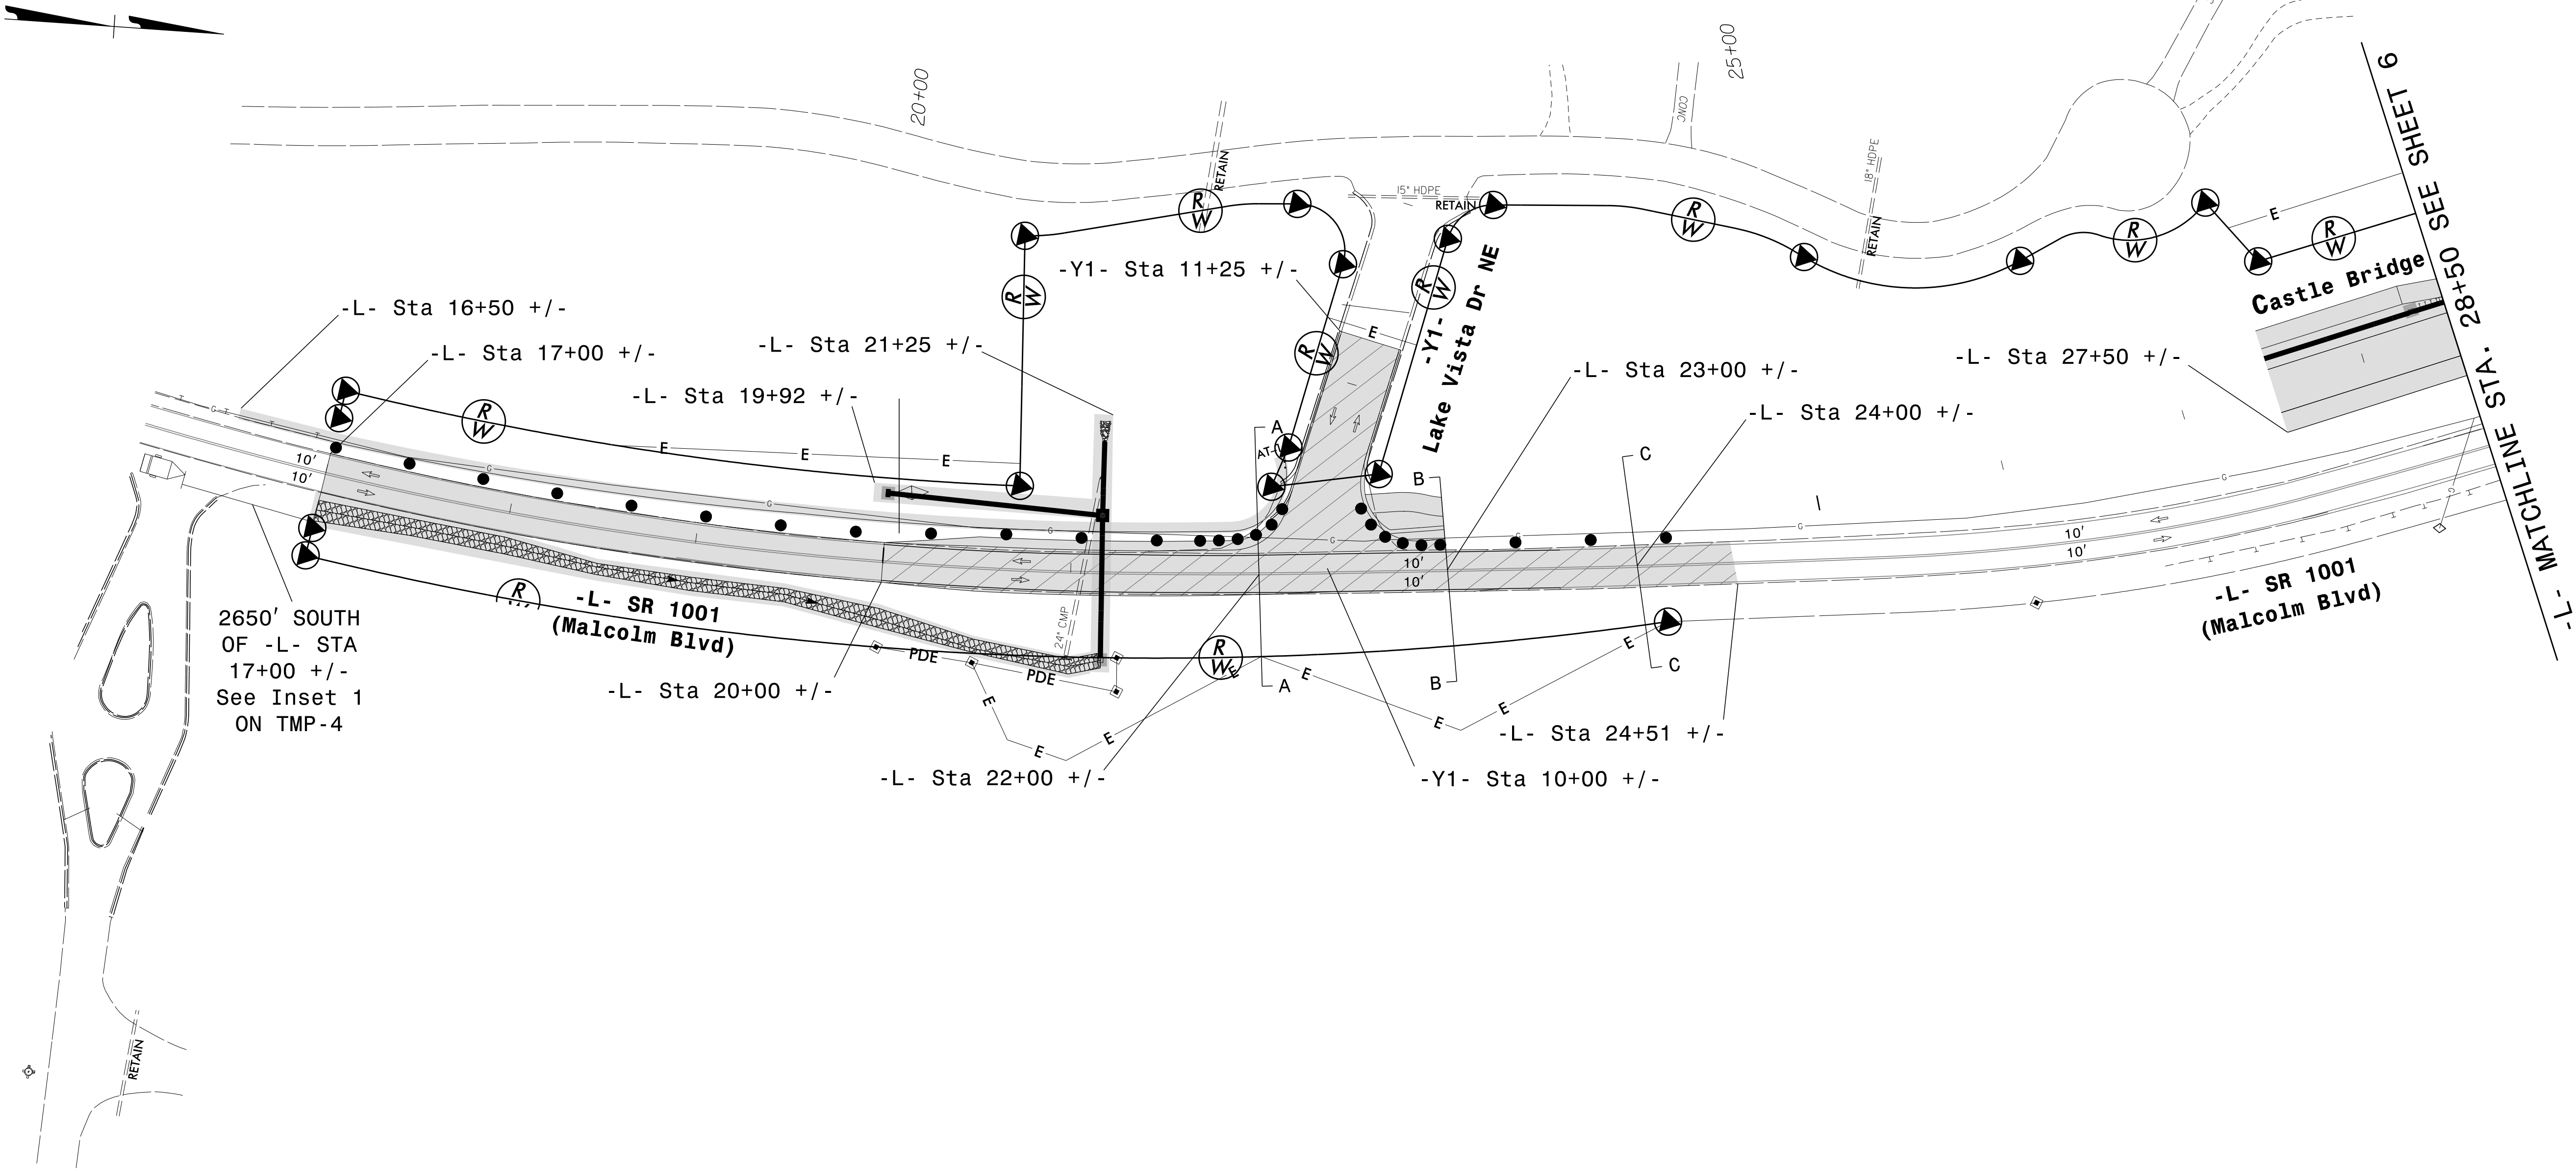 20+00
25+00
CONC
RETAIN
15" HDPE
RETAIN
18" HDPE
RETAIN
MATCHLINE STA. 28+50 SEE SHEET 6
-L-
E
R
W
R
W
R
W
R
W
R
W
Castle Bridge
-Y1- Sta 11+25 +/-
R
W
R
W
E
-Y1-
Lake Vista Dr NE
-L- Sta 16+50 +/-
-L- Sta 17+00 +/-
-L- Sta 21+25 +/-
-L- Sta 19+92 +/-
-L- Sta 23+00 +/-
-L- Sta 24+00 +/-
-L- Sta 27+50 +/-
R
W
E E E
T G T T T
G
G
G
G
G
G
G
G
A
AT-1
B
C
10'
10'
10'
10'
10'
10'
24" CMP
-L- SR 1001
(Malcolm Blvd)
-L- SR 1001
(Malcolm Blvd)
R
W
R
W
PDE
PDE
E
E
E
E
E
E
E
E
A
B
C
2650' SOUTH
OF -L- STA
17+00 +/-
See Inset 1
ON TMP-4
-L- Sta 20+00 +/-
-L- Sta 22+00 +/-
-L- Sta 24+51 +/-
-Y1- Sta 10+00 +/-
RETAIN